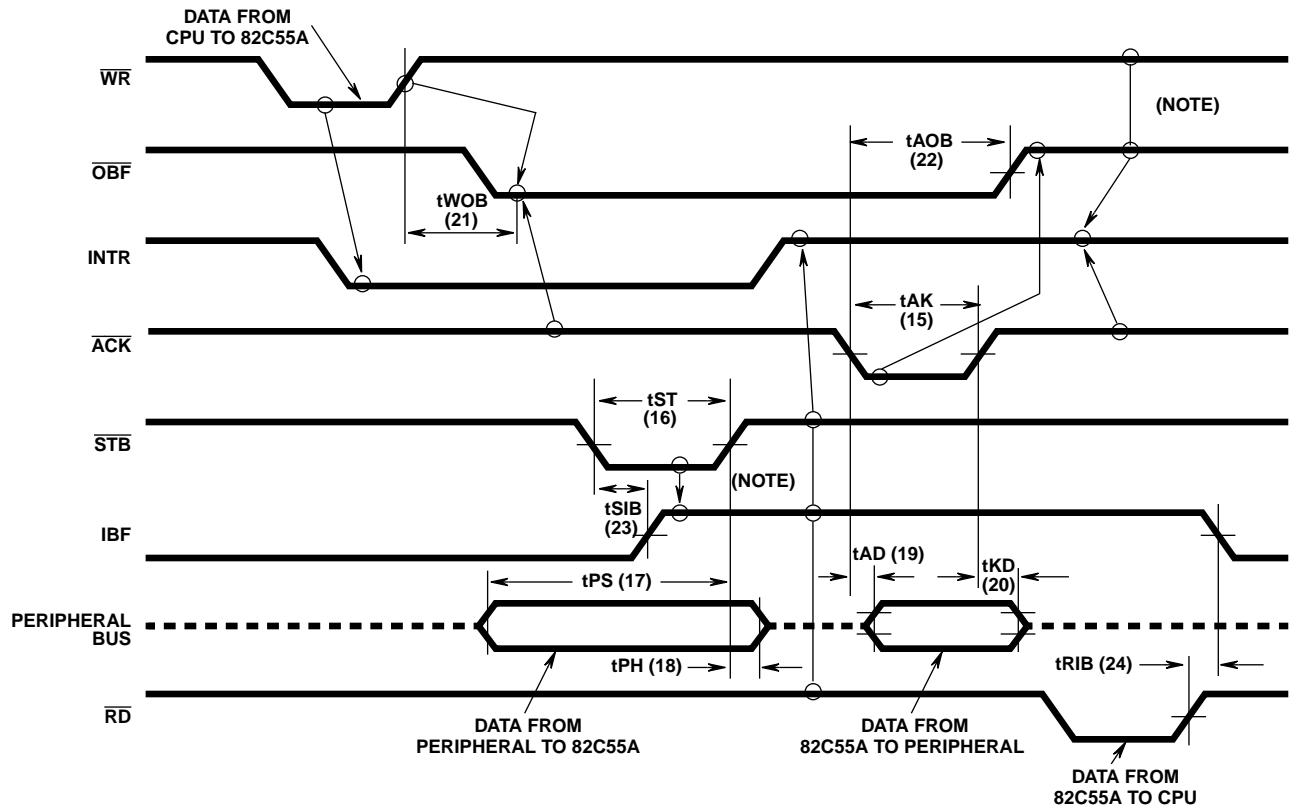 DATA FROM
CPU TO 82C55A
WR
(NOTE)
tAOB
(22)
OBF
tWOB
(21)
INTR
tAK
(15)
ACK
tST
(16)
STB
(NOTE)
tSIB
(23)
IBF
tAD (19)
tKD
(20)
tPS (17)
PERIPHERAL
BUS
tPH (18)
tRIB (24)
RD
DATA FROM
PERIPHERAL TO 82C55A
DATA FROM
82C55A TO PERIPHERAL
DATA FROM
82C55A TO CPU